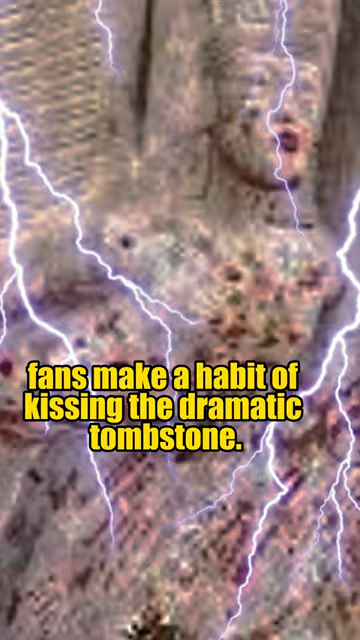 fans make a habit of
kissing the dramatic
tombstone.